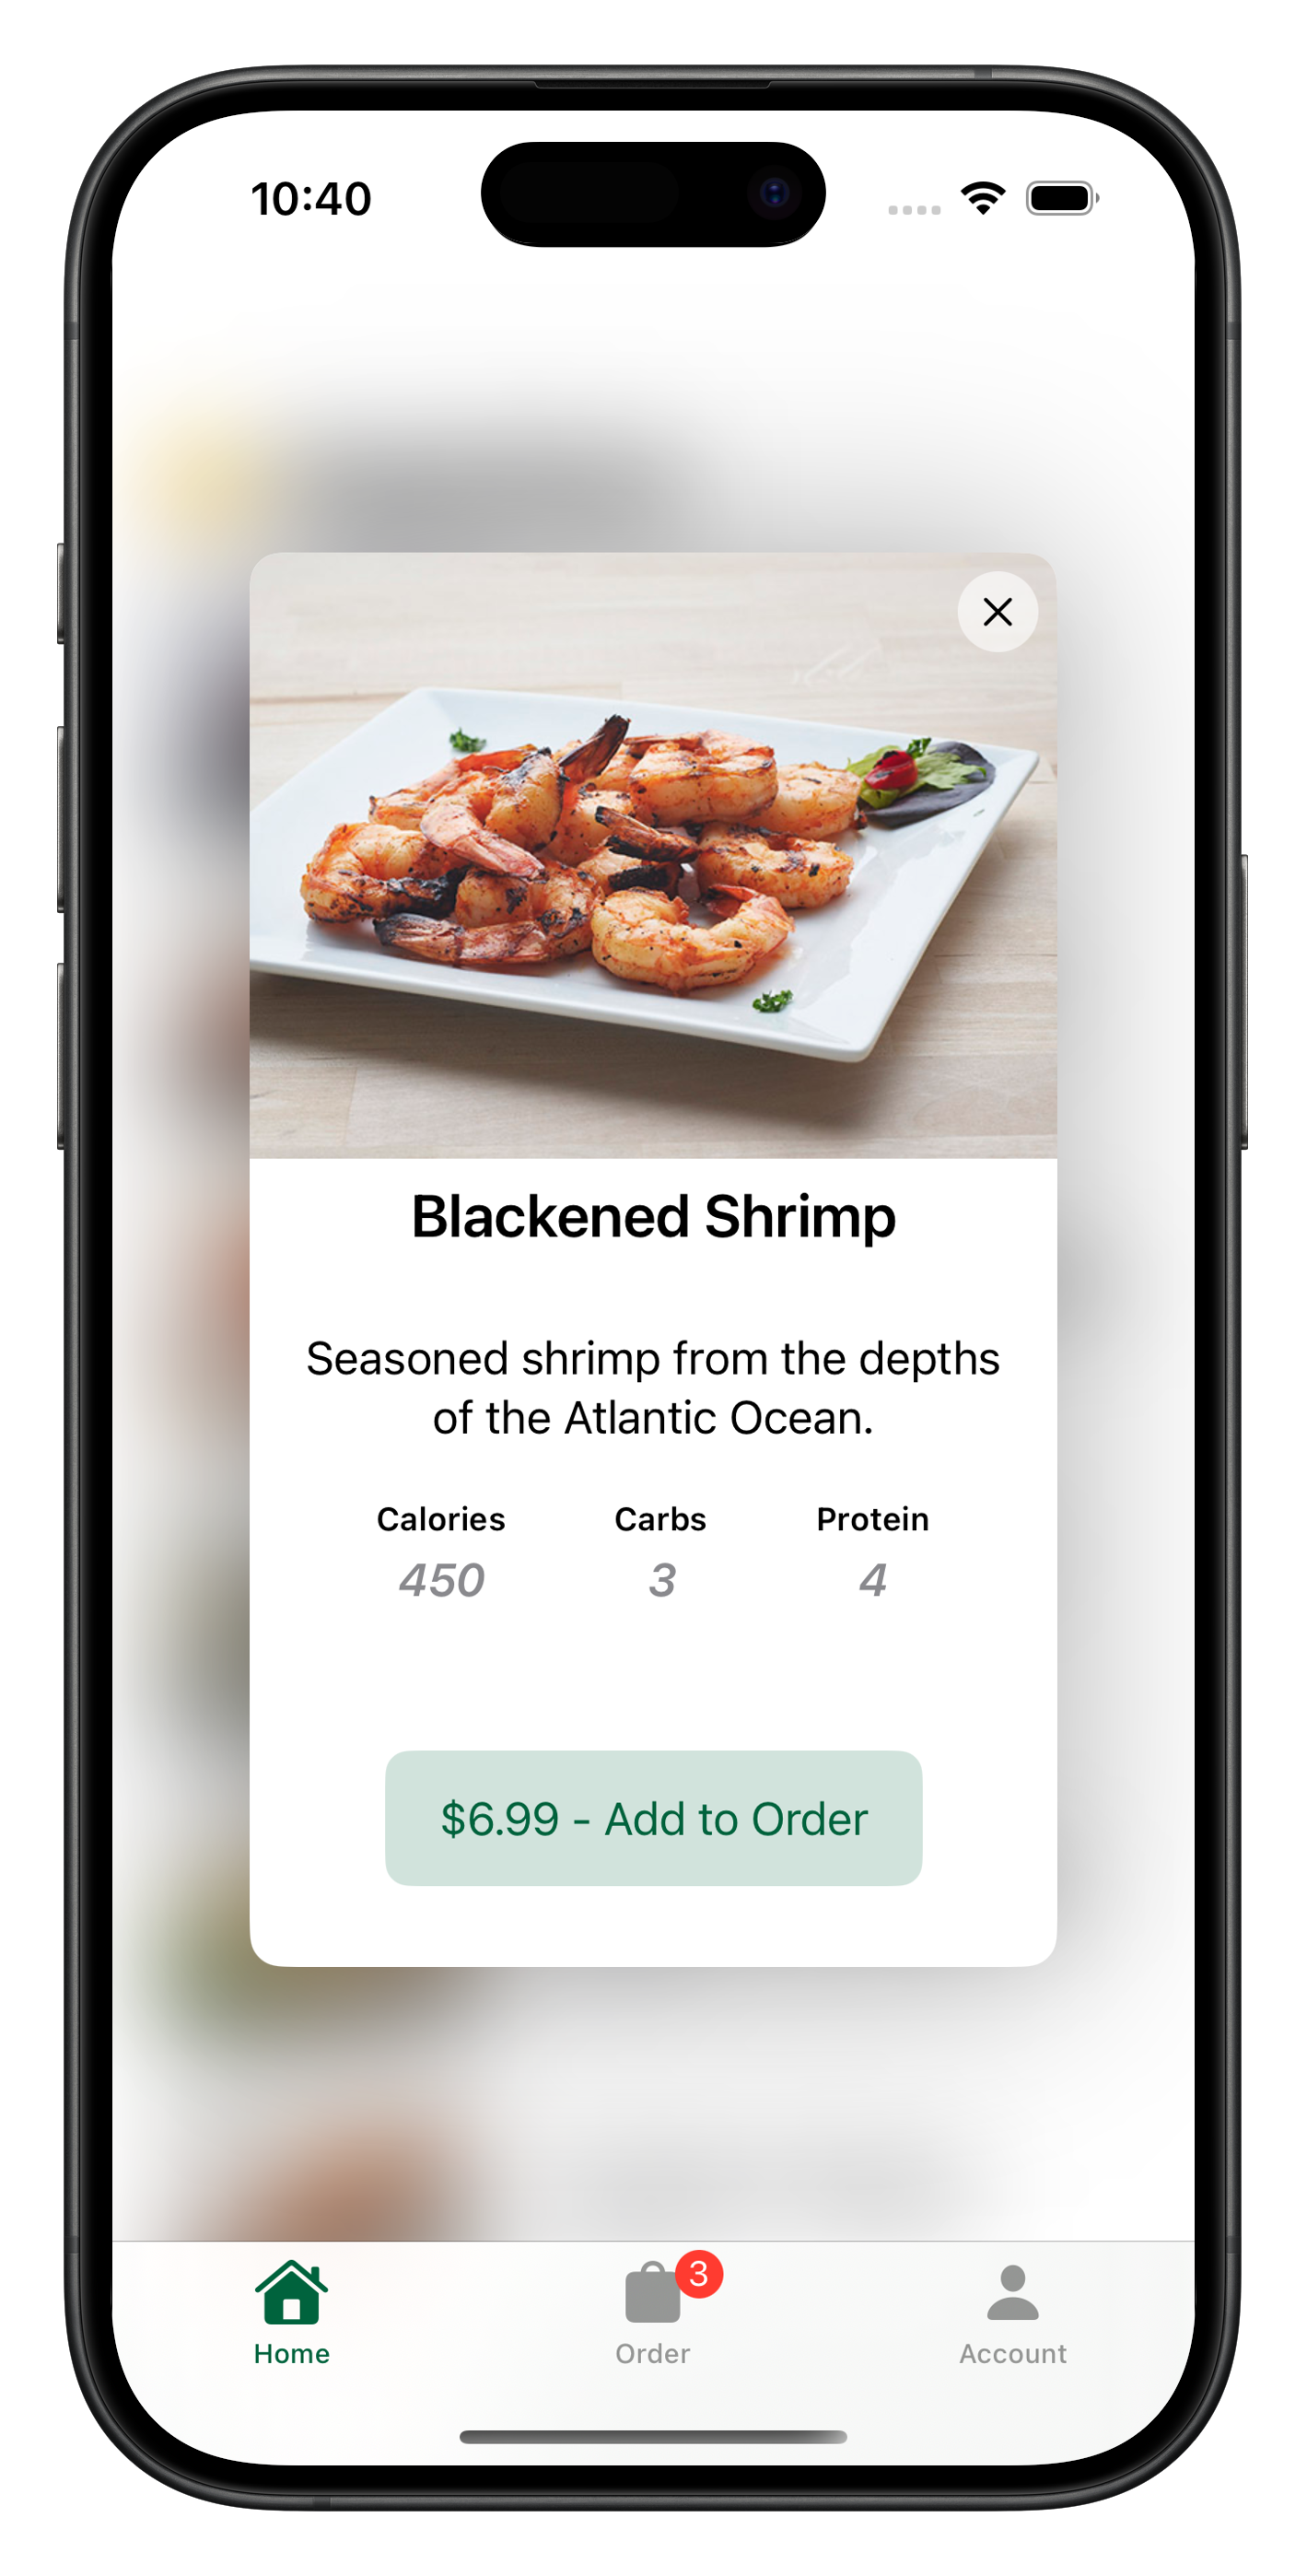 10:40
Blackened Shrimp
Seasoned shrimp from the depths
of the Atlantic Ocean.
Calories Carbs Protein
450 3 4
$6.99 - Add to Order
3
Home Order Account